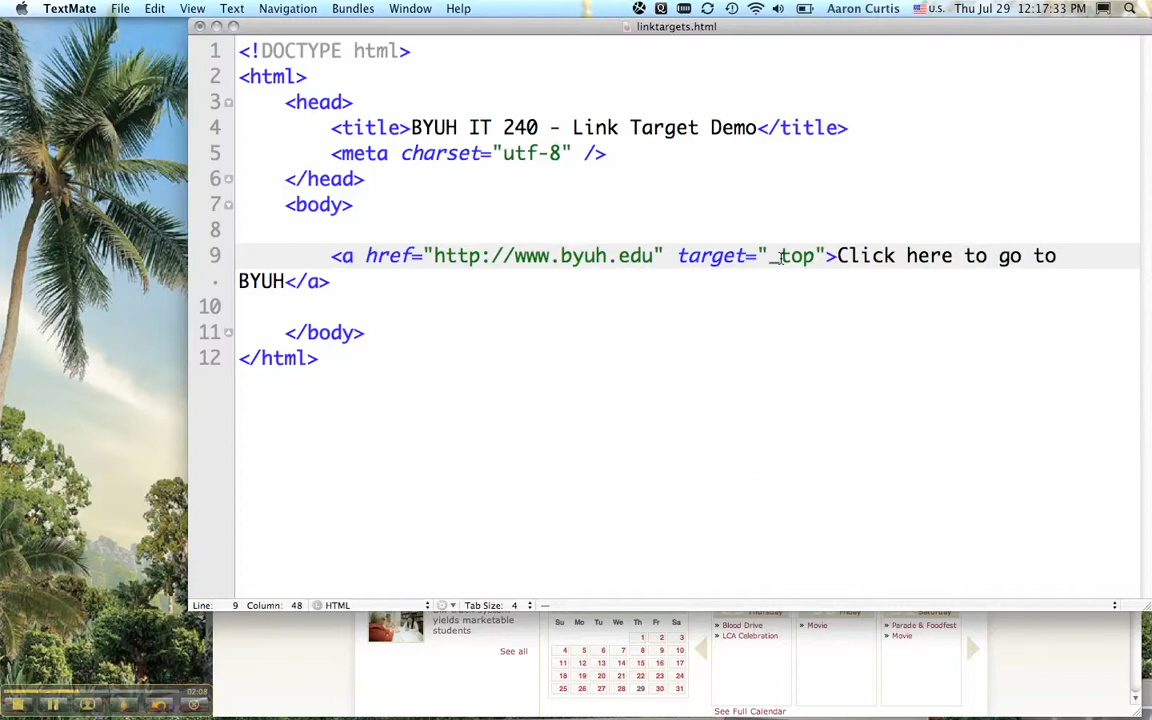 TextMate File Edit View Text Navigation Bundles Window Help U.S. Aaron Curtis Thu Jul 29 12:17:33 PM
linktargets.html
1 <!DOCTYPE html>
2 <html>
3 <head>
4 <title>BYUH IT 240 - Link Target Demo</title>
5 <meta charset="utf-8" />
6 </head>
7 <body>
8
9 <a href="http://www.byuh.edu" target="_top">Click here to go to
BYUH</a>
10
11 </body>
12 </html>
Line: 9 Column: 48 HTML Tab Size: 4 —
yields marketable
students
See all
Su Mo Tu We Th Fr Sa
1 2 3
4 5 6 7 8 9 10
11 12 13 14 15 16 17
18 19 20 21 22 23 24
25 26 27 28 29 30 31
» Blood Drive
» LCA Celebration
» Movie
» Parade & Foodfest
» Movie
See Full Calendar
02:08